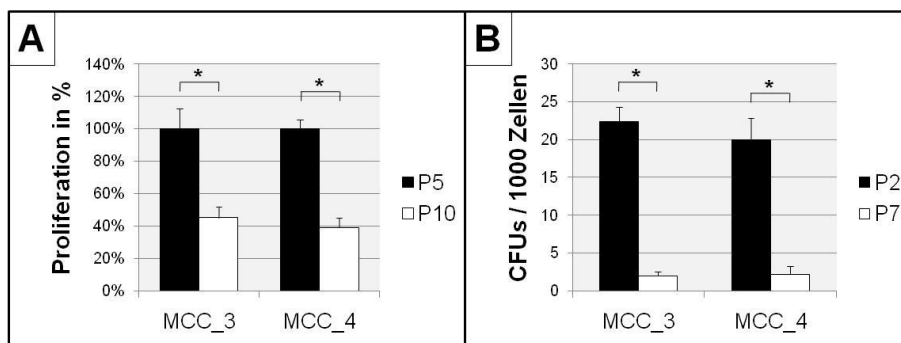 A
Proliferation in %
140%
120%
100%
80%
60%
40%
20%
0%
*
*
MCC_3
MCC_4
P5
P10
B
CFUs / 1000 Zellen
30
25
20
15
10
5
0
*
*
MCC_3
MCC_4
P2
P7